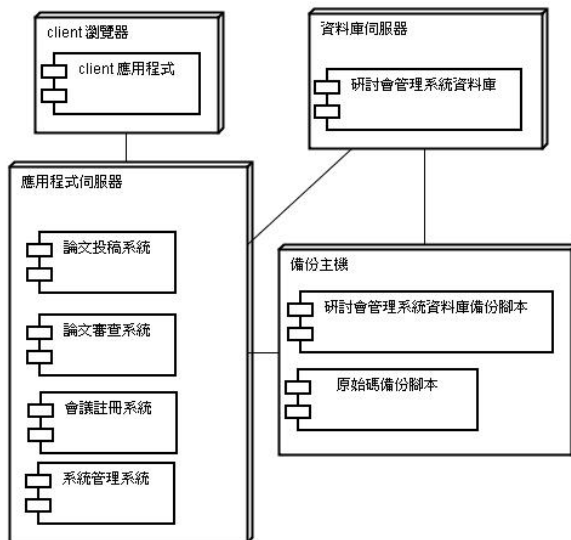 client 瀏覽器
client 應用程式
資料庫伺服器
研討會管理系統資料庫
應用程式伺服器
論文投稿系統
論文審查系統
會議註冊系統
系統管理系統
備份主機
研討會管理系統資料庫備份腳本
原始碼備份腳本